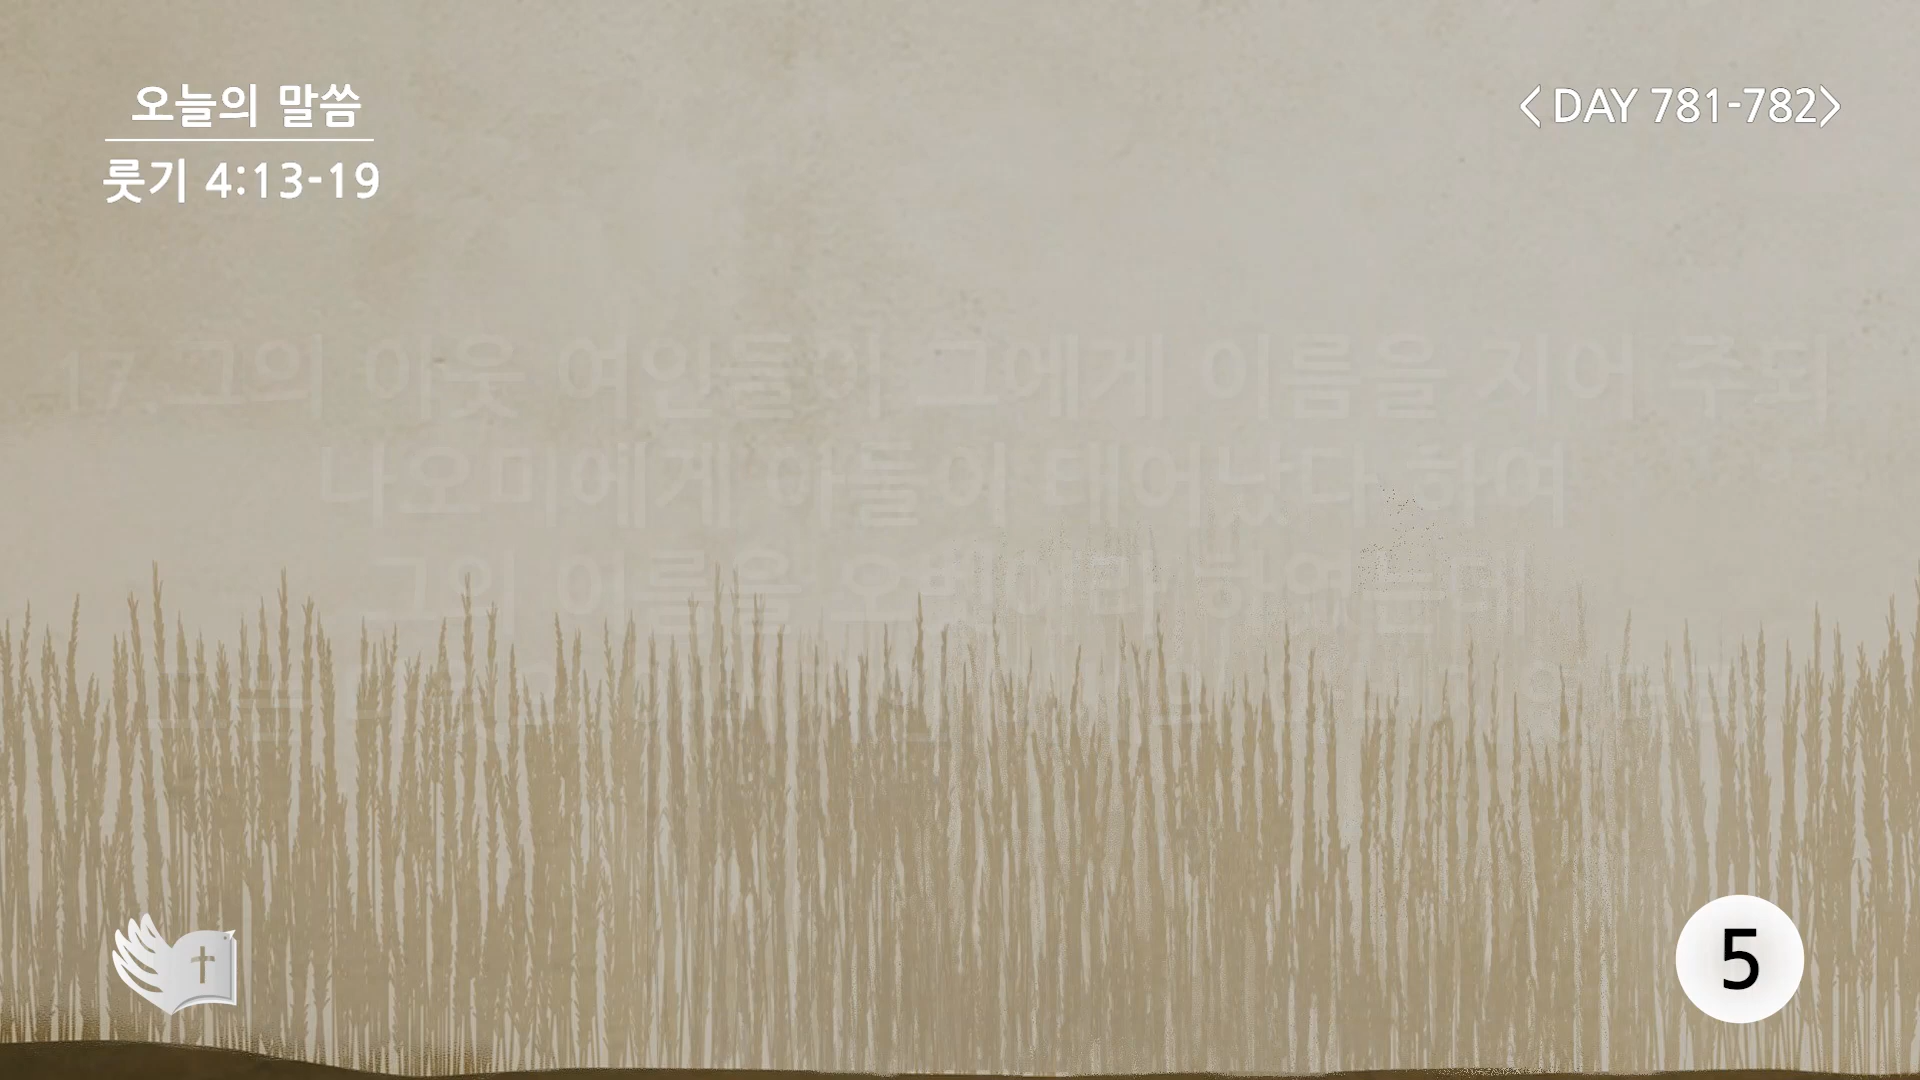 오늘의 말씀
룻기 4:13-19
<DAY 781-782>
17. 그의 이웃 여인들이 그에게 이름을 지어 주되
나오미에게 아들이 태어났다 하여
그의 이름을 오벳이라 하였는데
5